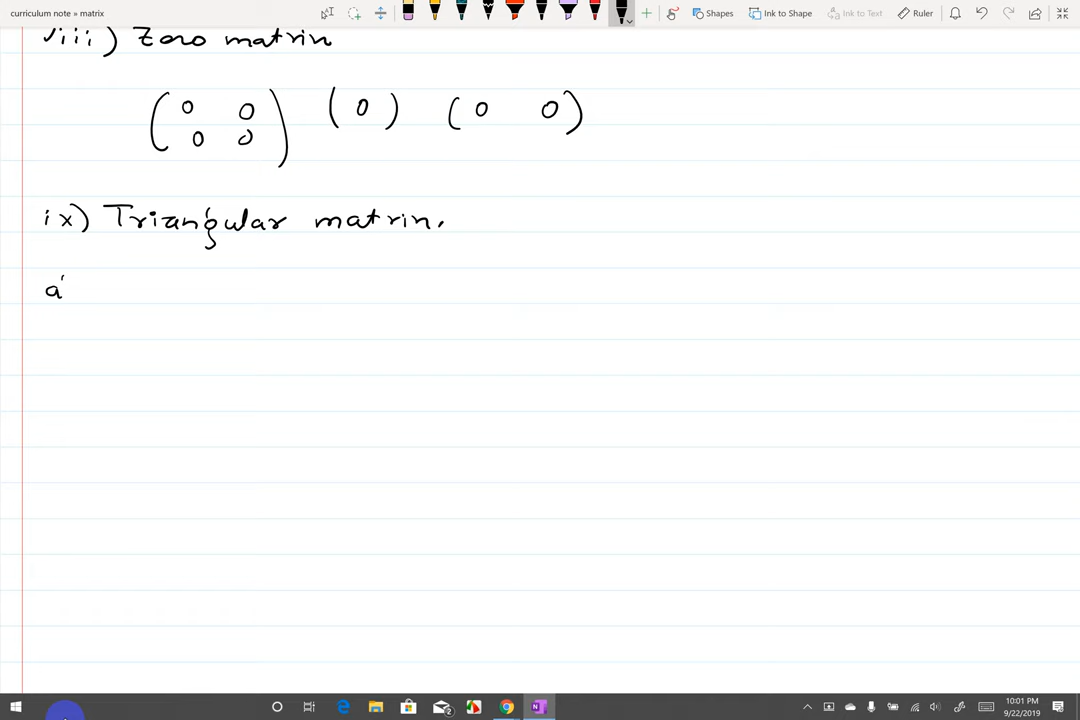 curriculum note » matrix
Shapes Ink to Shape Ink to Text Ruler
viii) Zero matrix
( 0 0 ) ( 0 ) ( 0 0 )
0 0
ix) Triangular matrix.
a
2
10:01 PM
9/22/2019